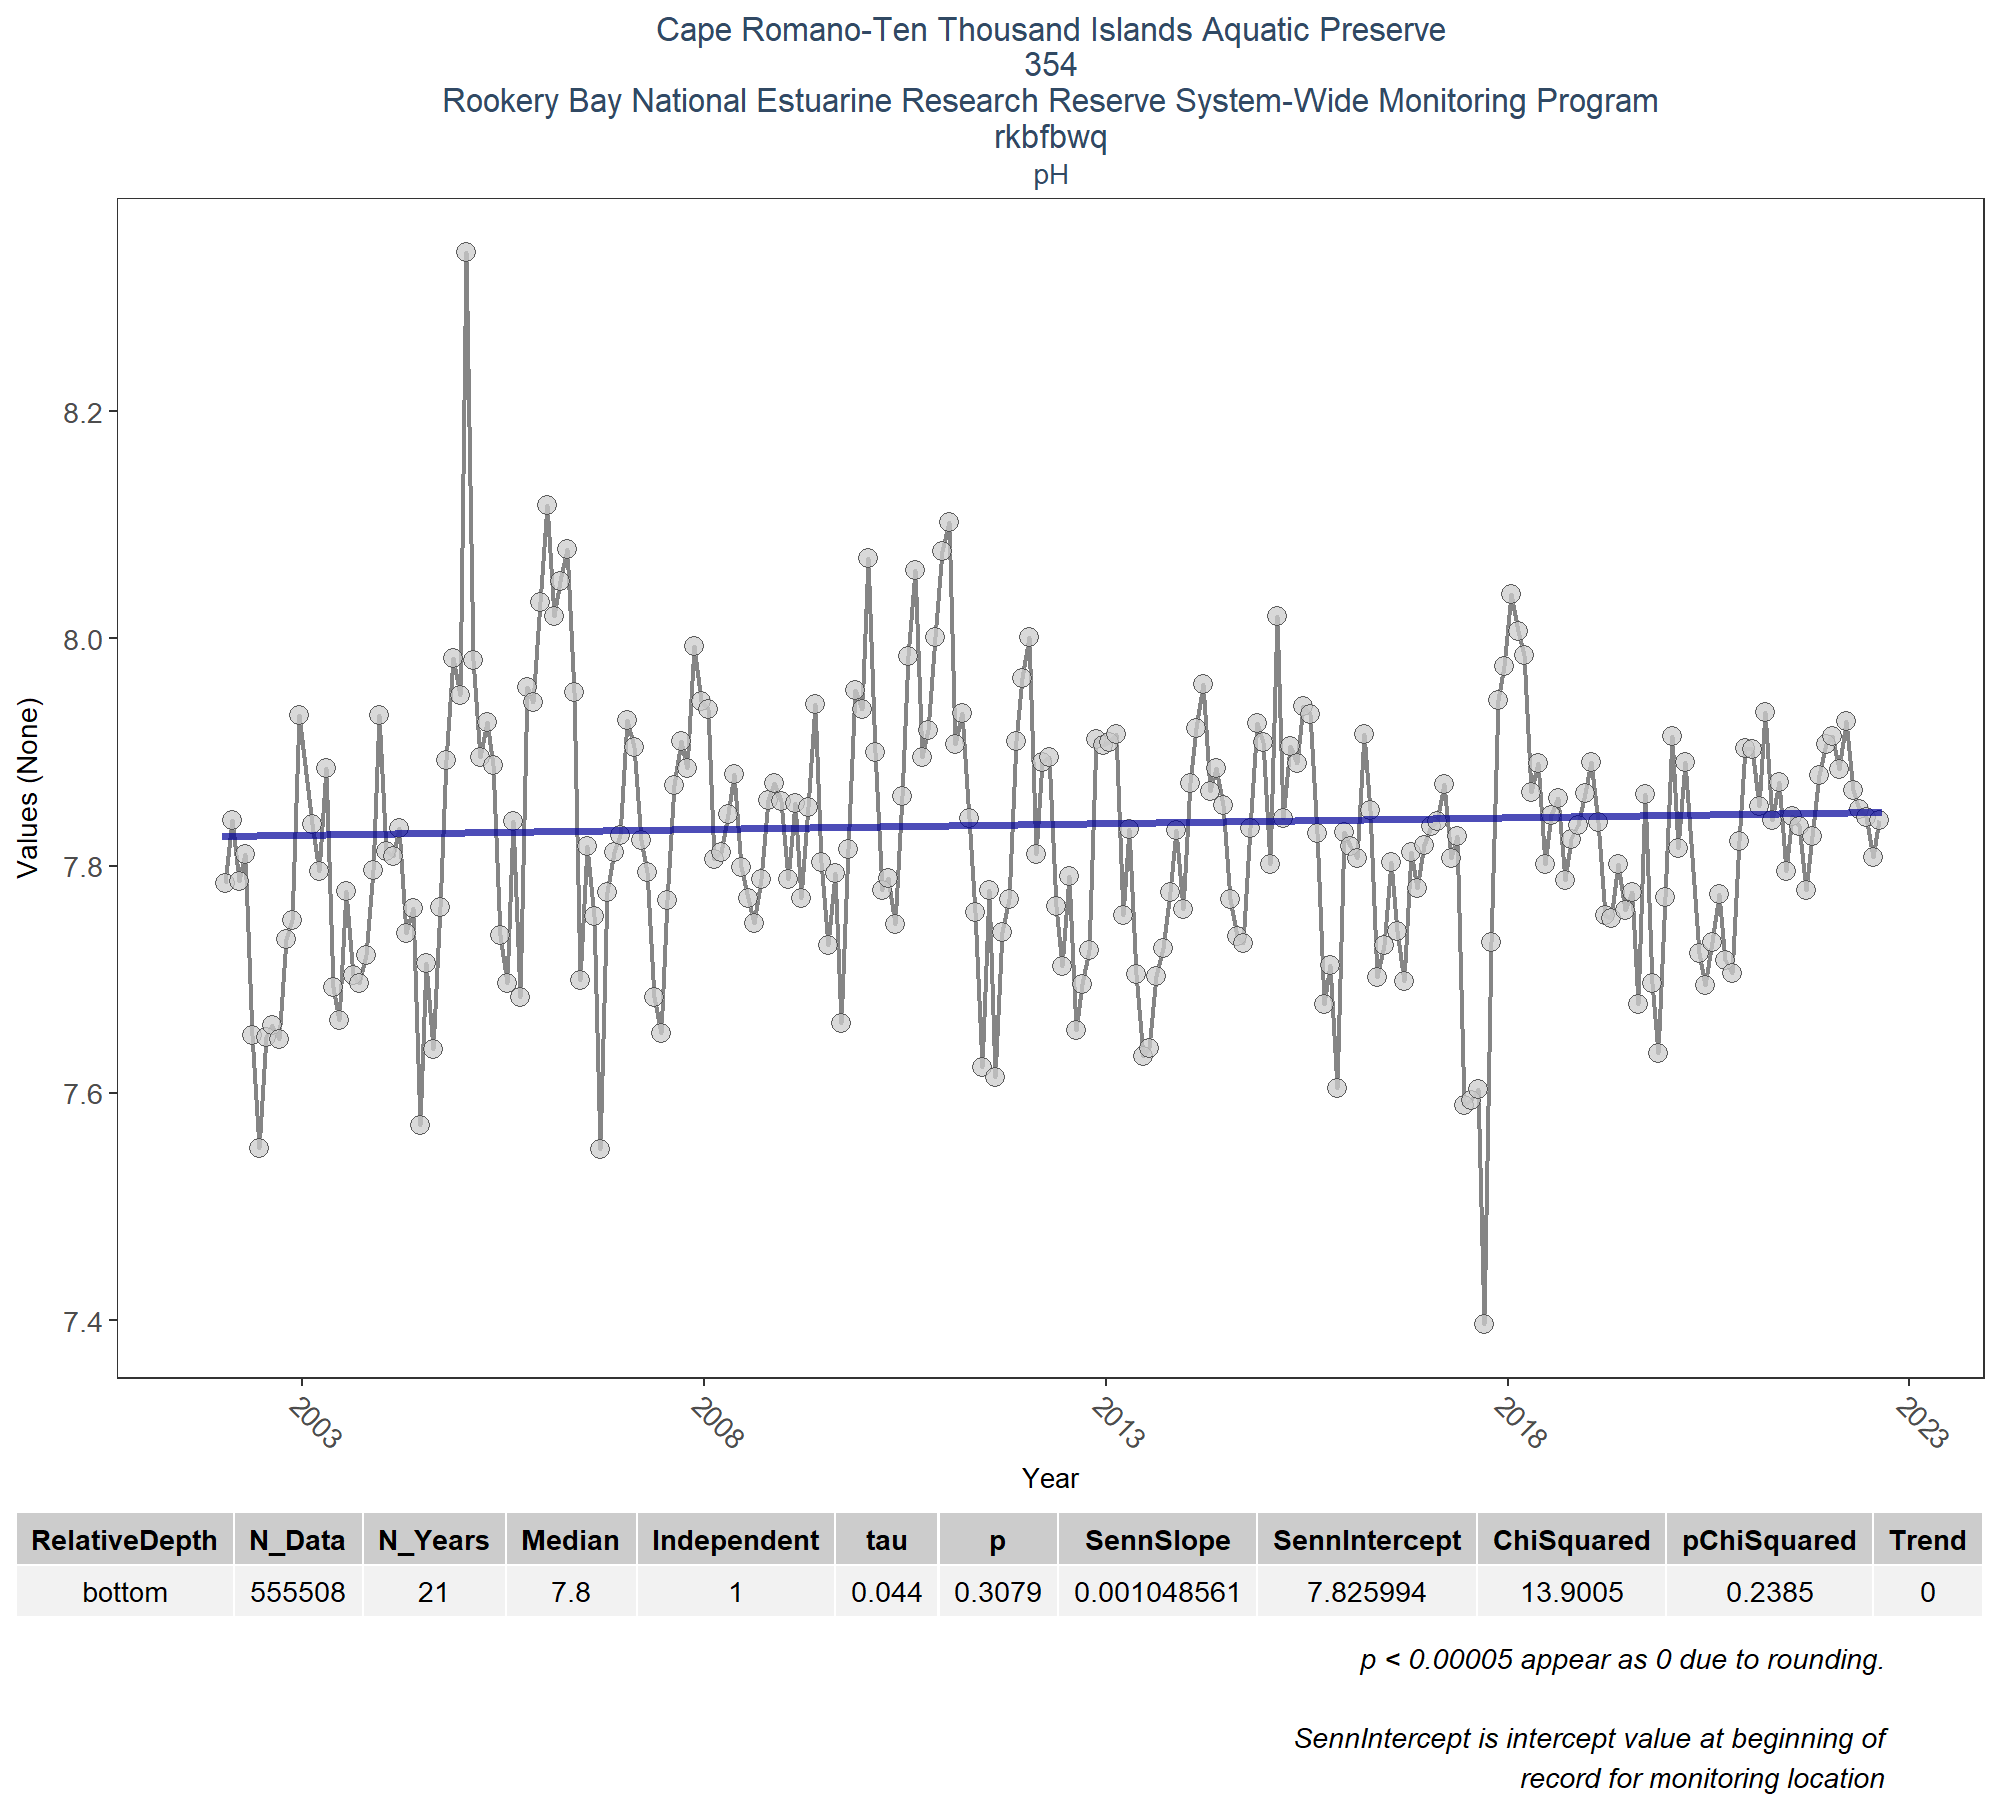 Cape Romano-Ten Thousand Islands Aquatic Preserve
354
Rookery Bay National Estuarine Research Reserve System-Wide Monitoring Program
rkbfbwq
pH
Values (None)
8.2
8.0
7.8
7.6
7.4
2003 2008 2013 2018 2023
Year
RelativeDepth N_Data N_Years Median Independent tau p SennSlope SennIntercept ChiSquared pChiSquared Trend
bottom 555508 21 7.8 1 0.044 0.3079 0.001048561 7.825994 13.9005 0.2385 0
p < 0.00005 appear as 0 due to rounding.
SennIntercept is intercept value at beginning of
record for monitoring location